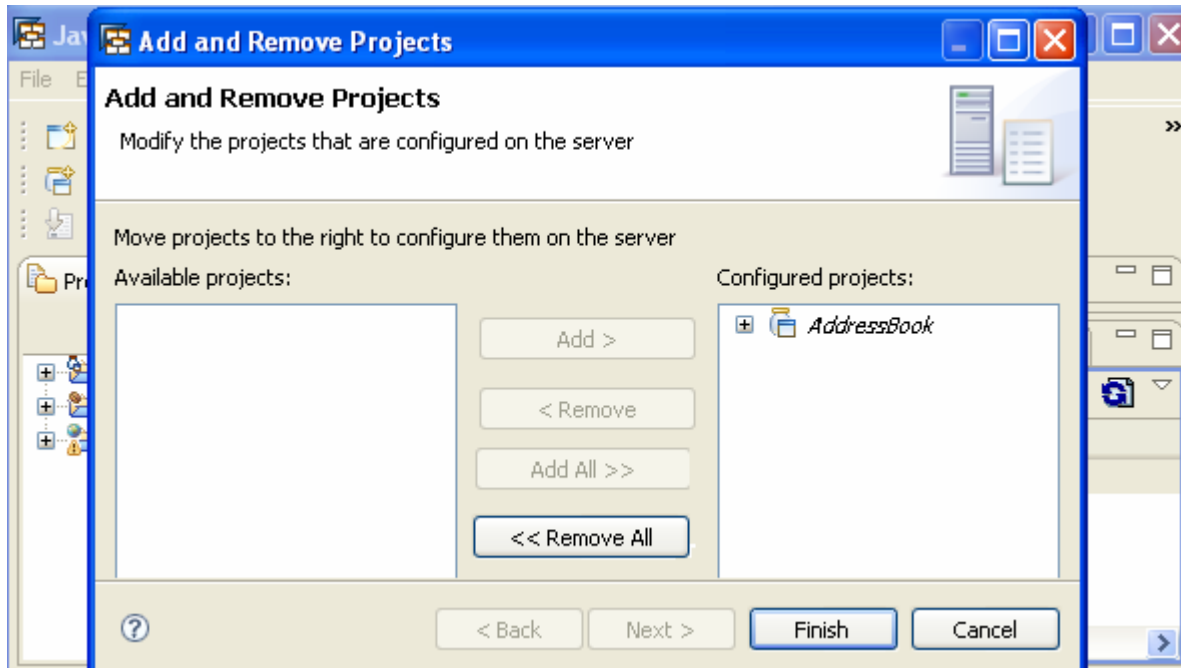 Jav
Add and Remove Projects
File E
Add and Remove Projects
Modify the projects that are configured on the server
Move projects to the right to configure them on the server
Pr
Available projects:
Configured projects:
Add >
AddressBook
< Remove
Add All >>
<< Remove All
< Back
Next >
Finish
Cancel